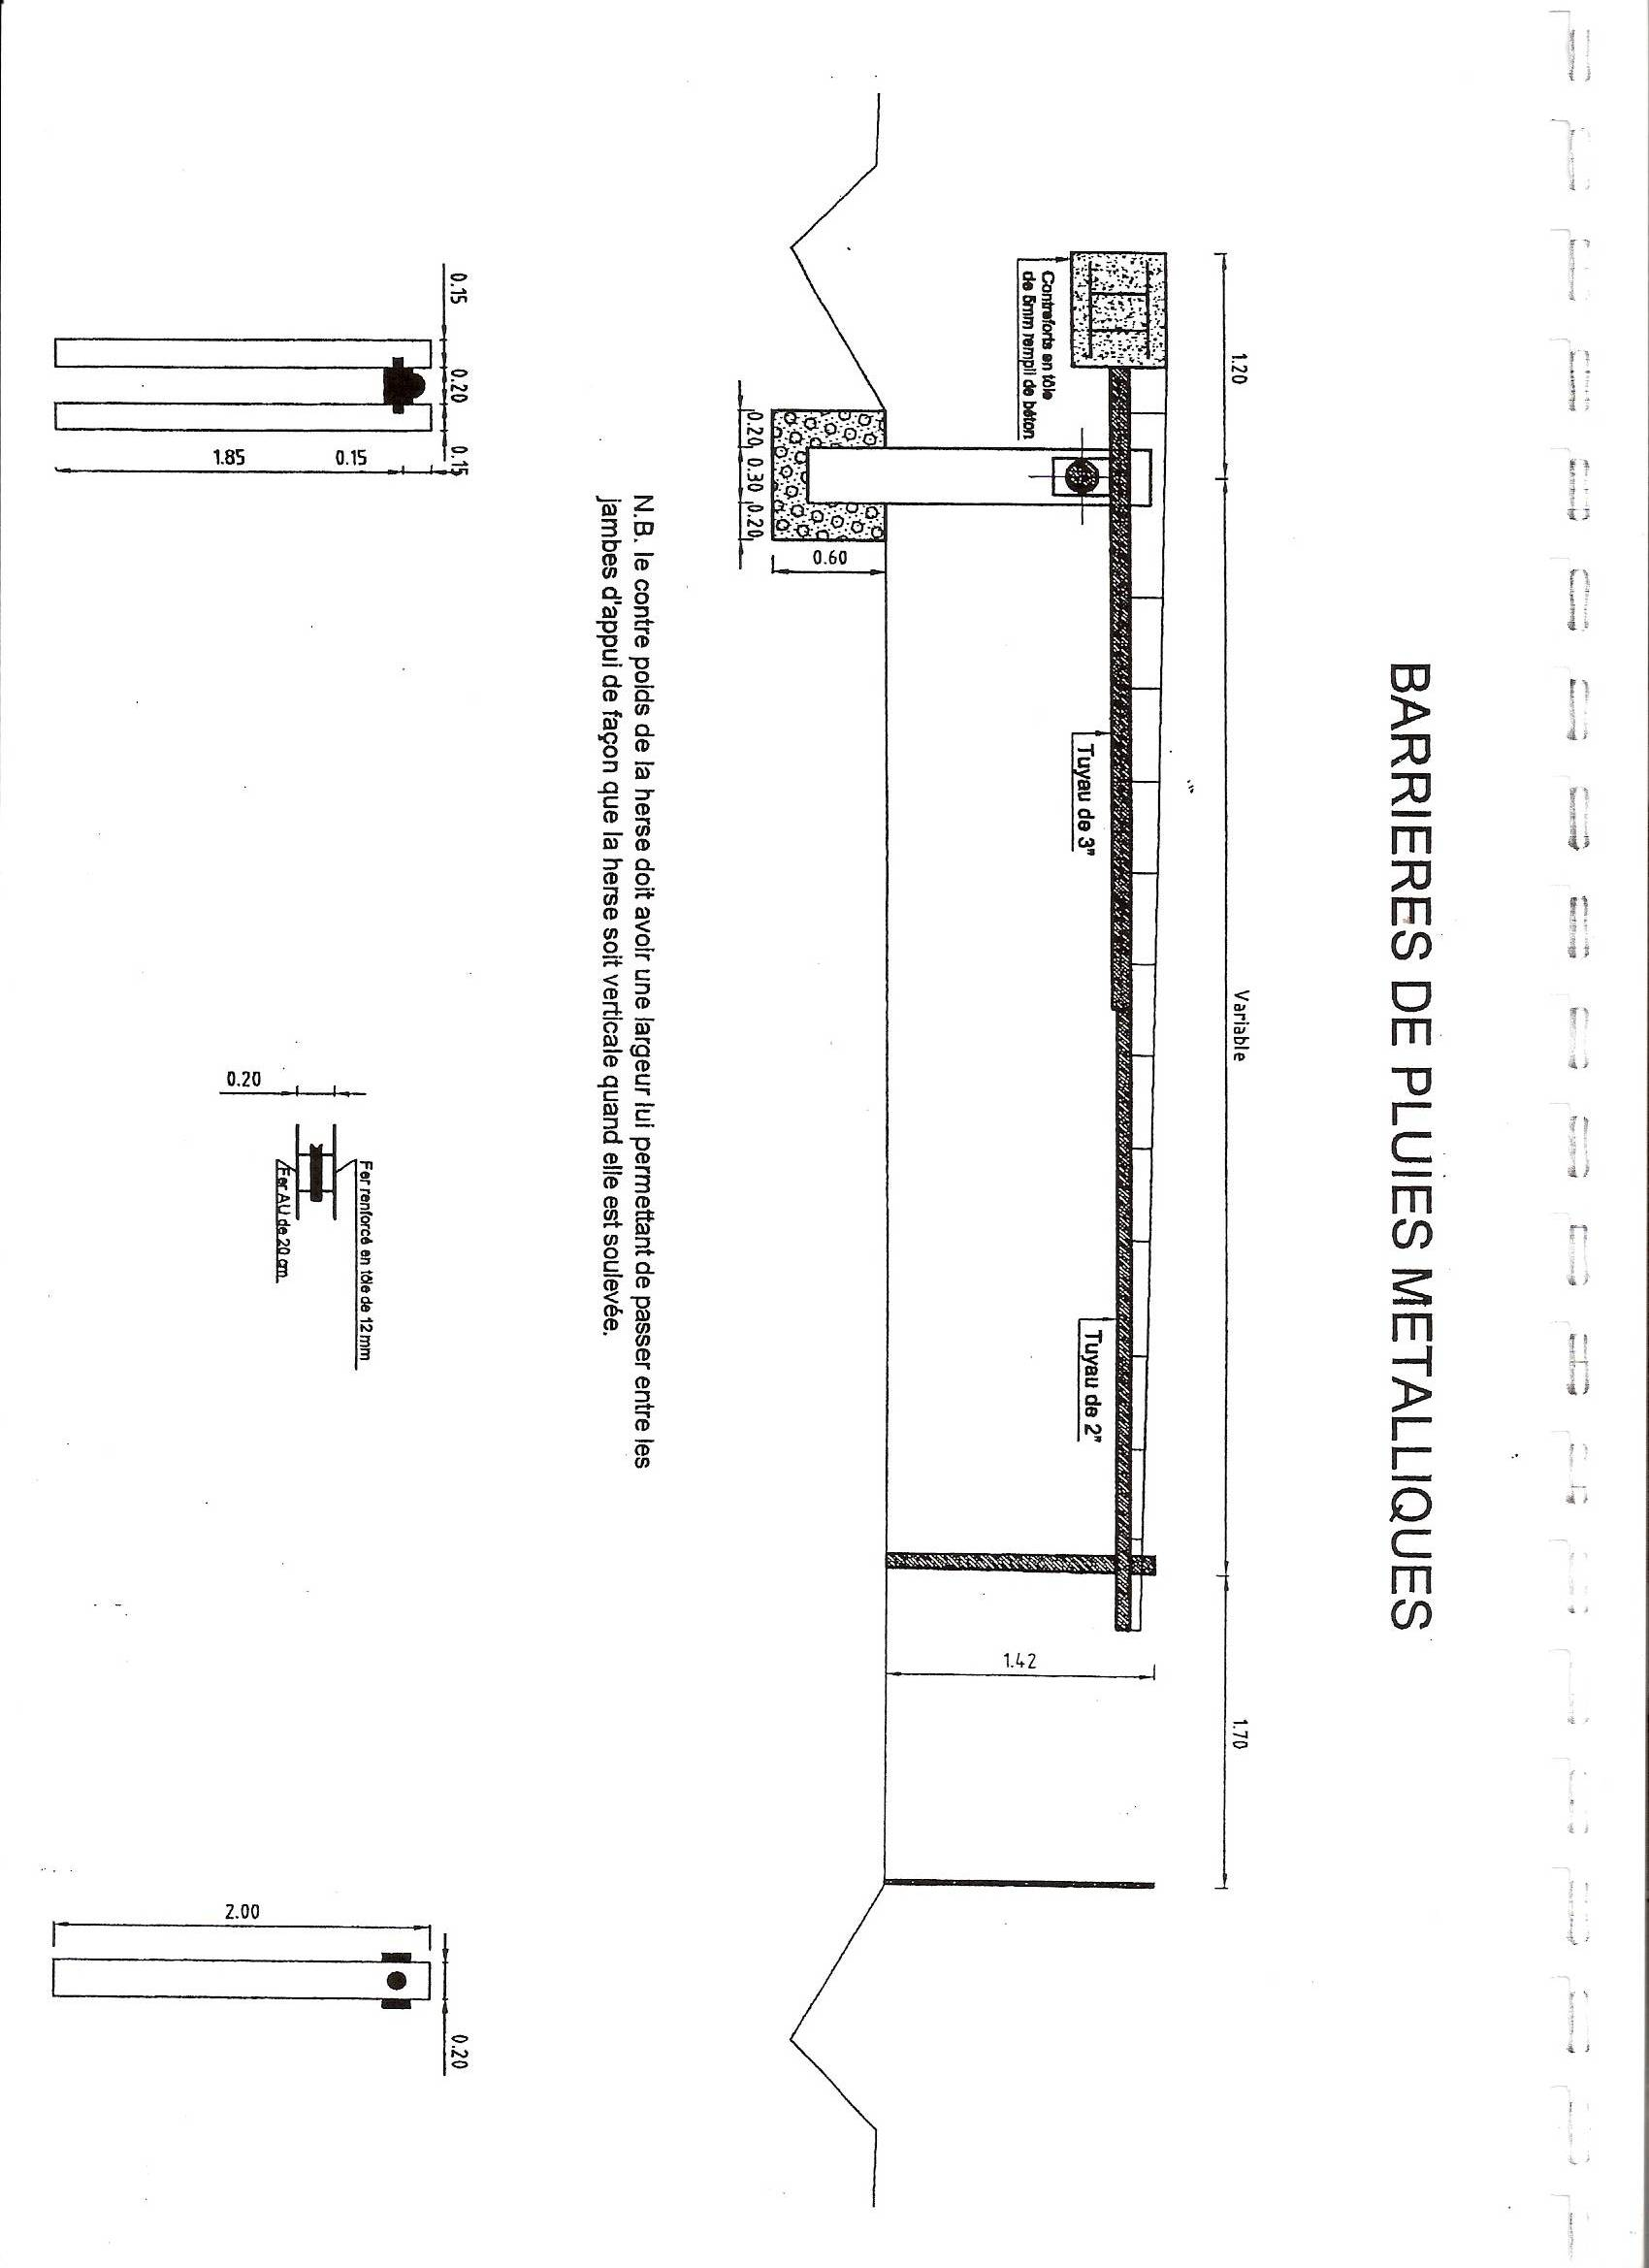 BARRIERES DE PLUIES METALLIQUES
1.20
Variable
1.70
Contreforts en tôle
de 5mm rempli de béton
Tuyau de 3"
Tuyau de 2"
1.42
0.20
0.30
0.20
0.60
N.B. le contre poids de la herse doit avoir une largeur lui permettant de passer entre les
jambes d'appui de façon que la herse soit verticale quand elle est soulevée.
0.15
0.20
0.15
0.15
1.85
0.20
Fer renforcé en tôle de 12mm
Fer AU de 20 cm
0.20
2.00